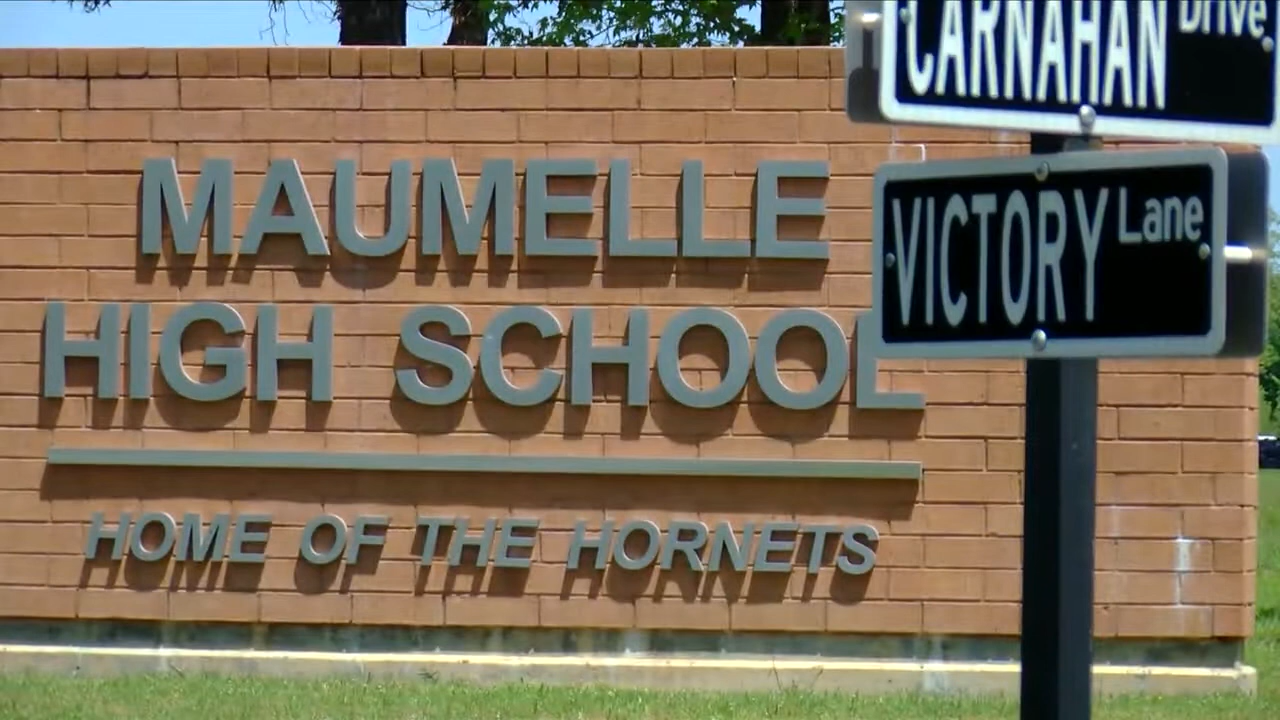 CARNAHAN Drive
VICTORY Lane
MAUMELLE
HIGH SCHOOL
HOME OF THE HORNETS